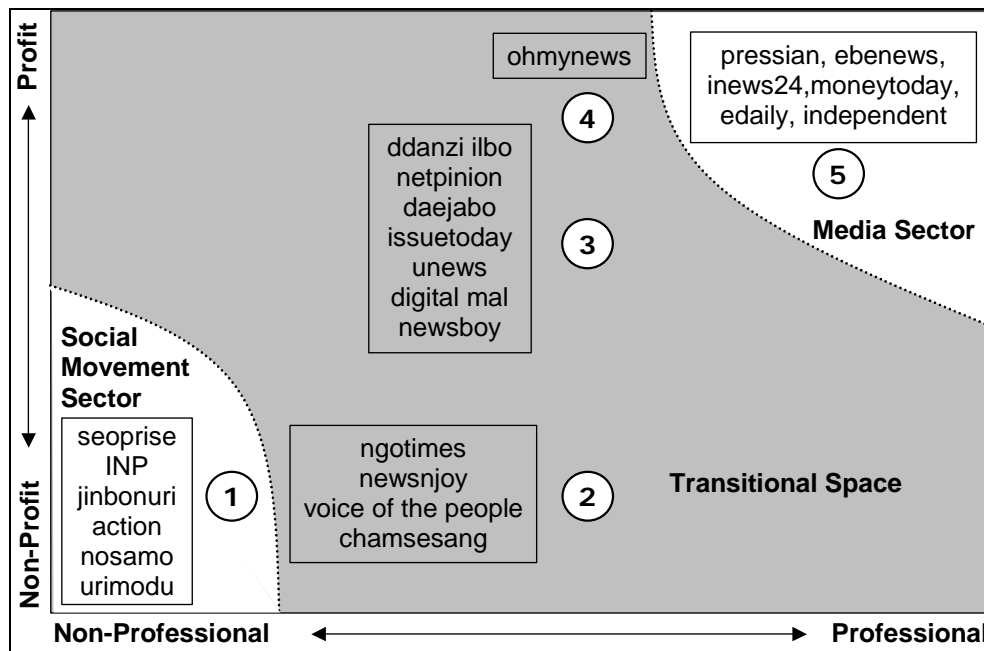 Profit
Non-Profit
ohmynews
4
pressian, ebenews,
inews24,moneytoday,
edaily, independent
5
Media Sector
ddanzi ilbo
netpinion
daejabo
issuetoday
unews
digital mal
newsboy
3
Social
Movement
Sector
seoprise
INP
jinbonuri
action
nosamo
urimodu
1
ngotimes
newsnjoy
voice of the people
chamsesang
2
Transitional Space
Non-Professional
Professional